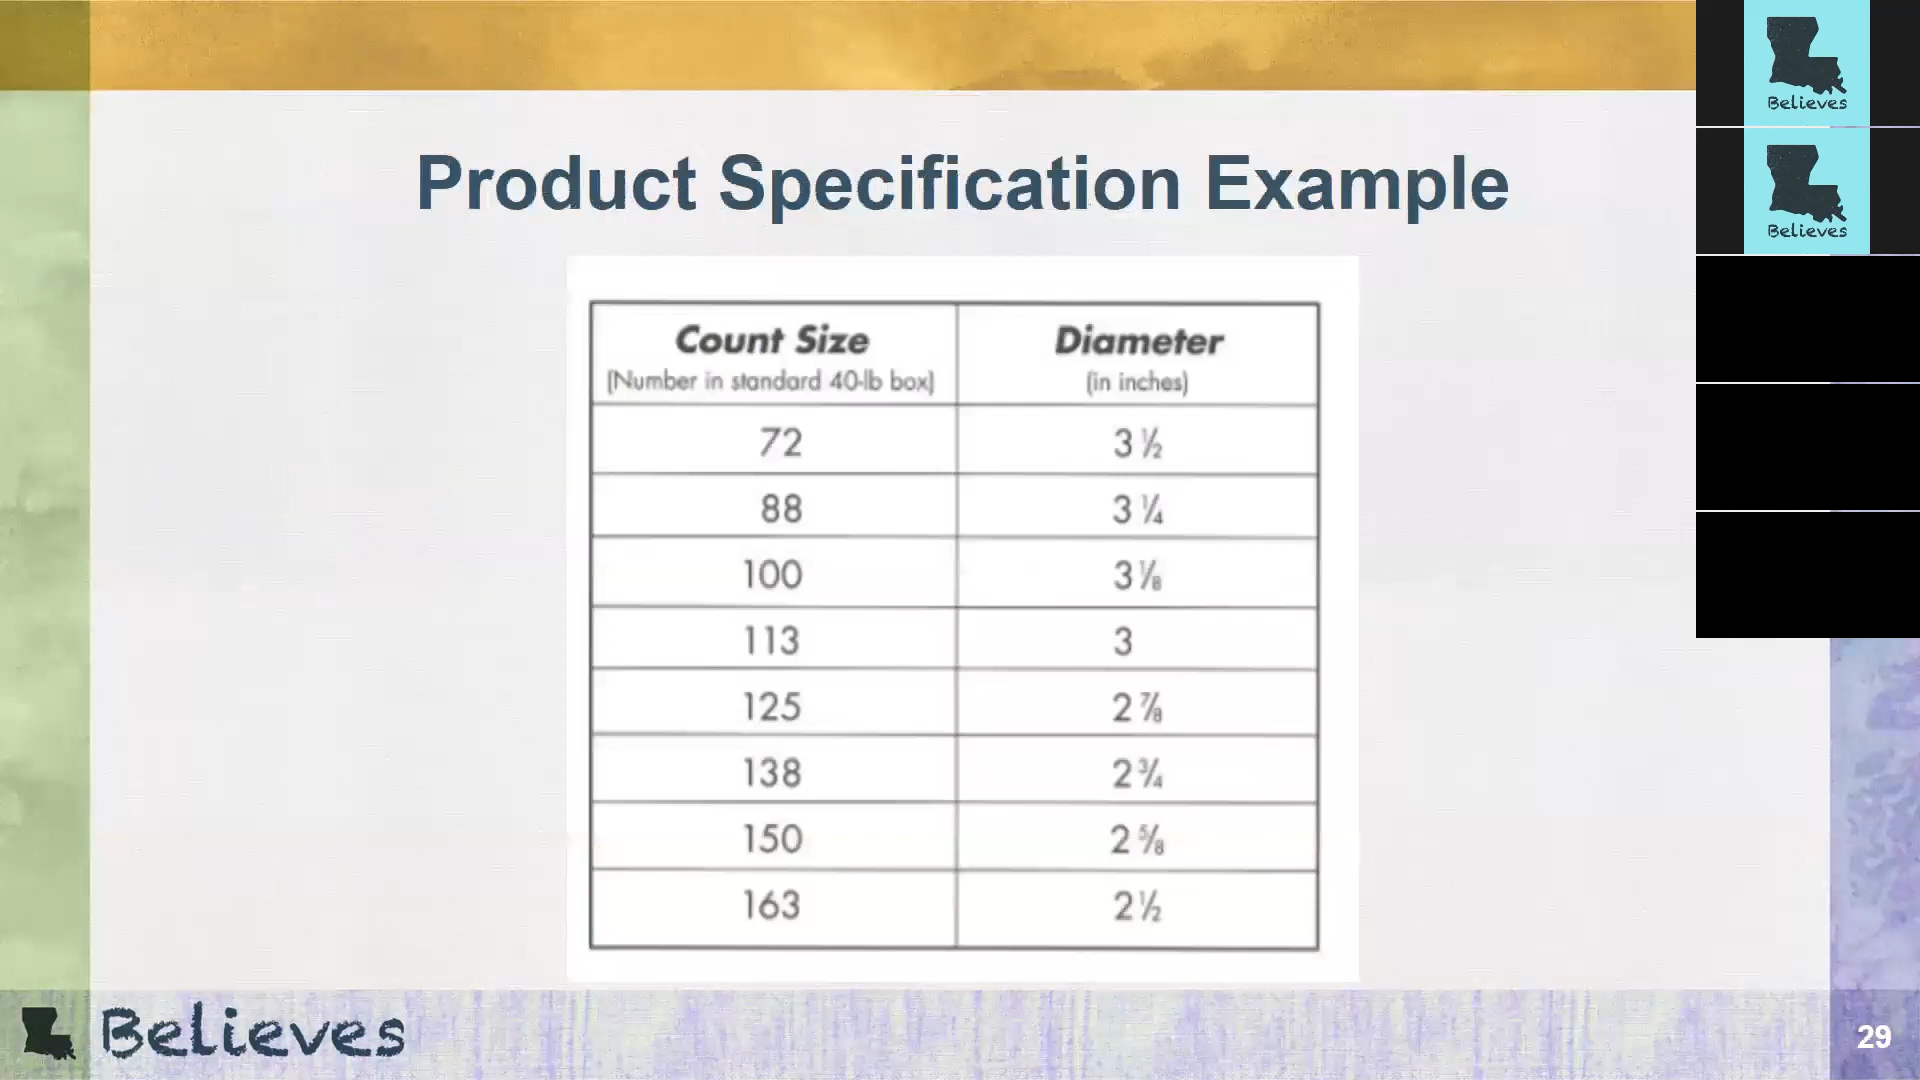 Product Specification Example
Count Size Diameter
(Number in standard 40-lb box) (in inches)
72 3 ½
88 3 ¼
100 3 ⅛
113 3
125 2 ⅞
138 2 ¾
150 2 ⅝
163 2 ½
Believes
Believes
Believes
29